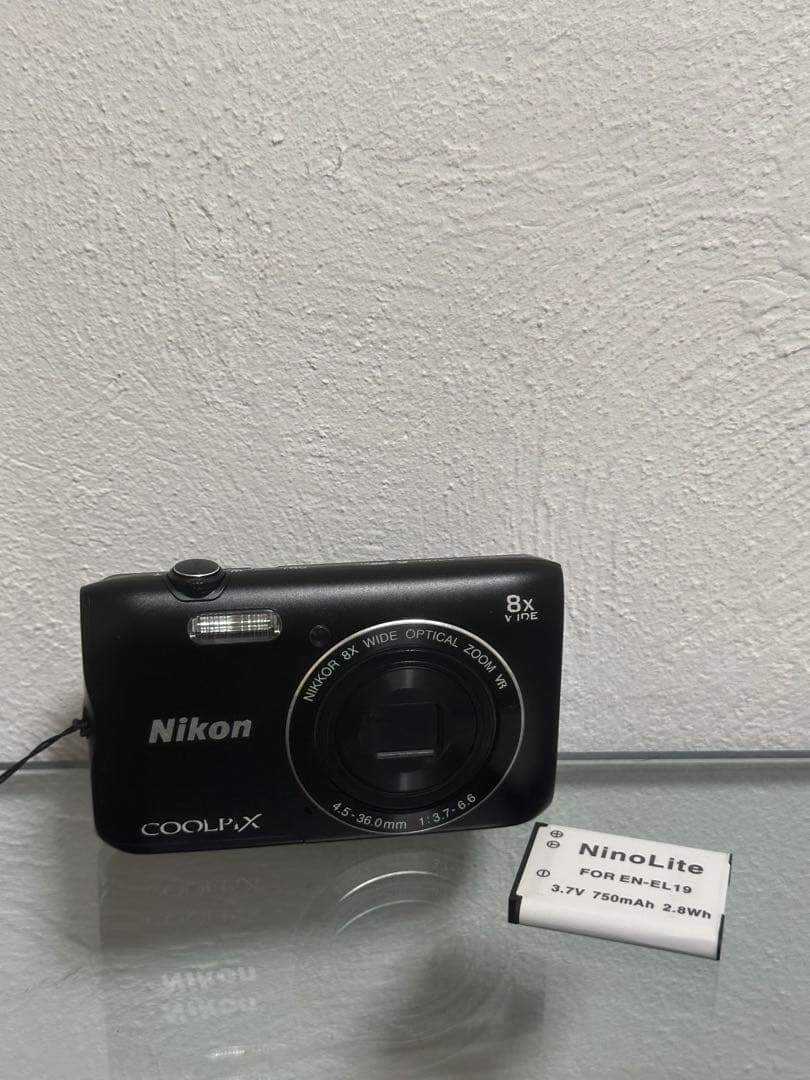 8x
WIDE
NIKKOR 8X WIDE OPTICAL ZOOM VR
Nikon
4.5-36.0mm 1:3.7-6.6
COOLPIX
NinoLite
FOR EN-EL19
3.7V 750mAh 2.8Wh